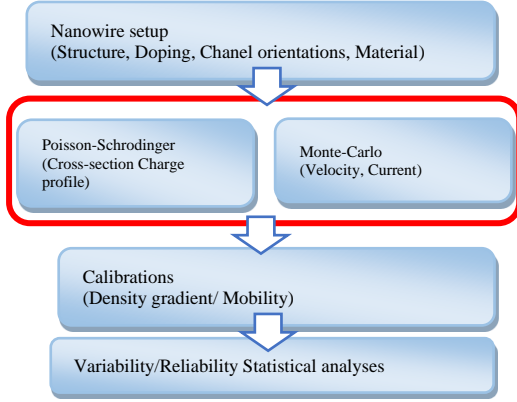 Nanowire setup
(Structure, Doping, Chanel orientations, Material)
Poisson-Schrodinger
(Cross-section Charge
profile)
Monte-Carlo
(Velocity, Current)
Calibrations
(Density gradient/ Mobility)
Variability/Reliability Statistical analyses